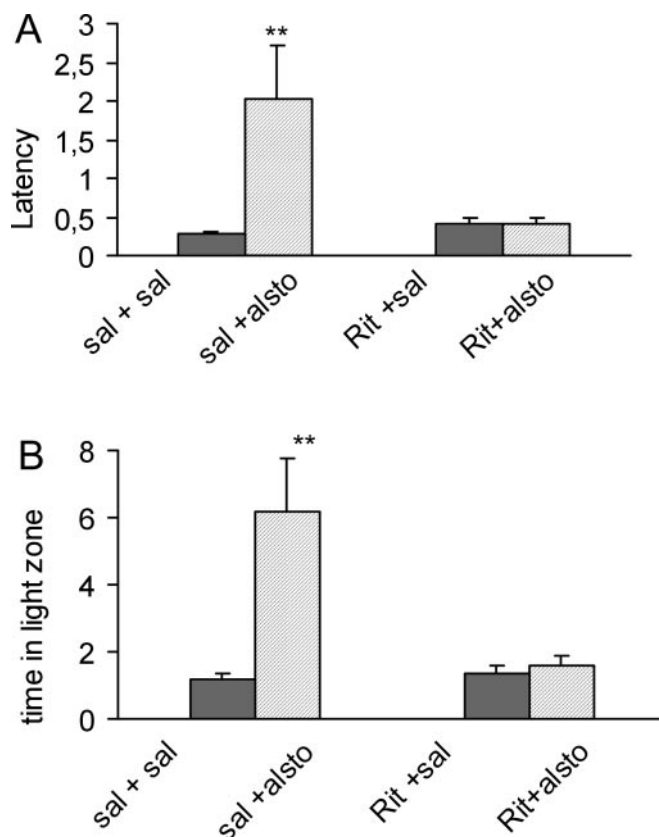 A
3
2,5
2
1,5
1
0,5
0
Latency
**
sal + sal
sal +alsto
Rit +sal
Rit+alsto
B
8
6
4
2
0
time in light zone
**
sal + sal
sal +alsto
Rit +sal
Rit+alsto